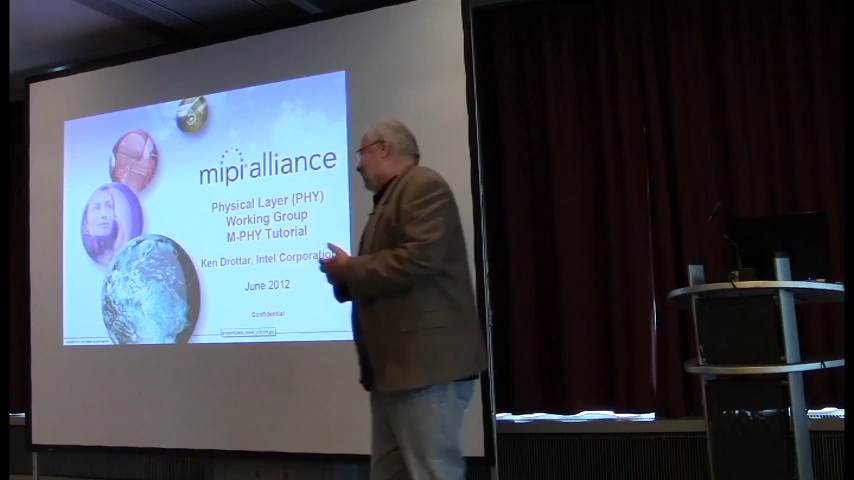 mipi alliance
Physical Layer (PHY)
Working Group
M-PHY Tutorial
Ken Drottar, Intel Corporation
June 2012
Confidential